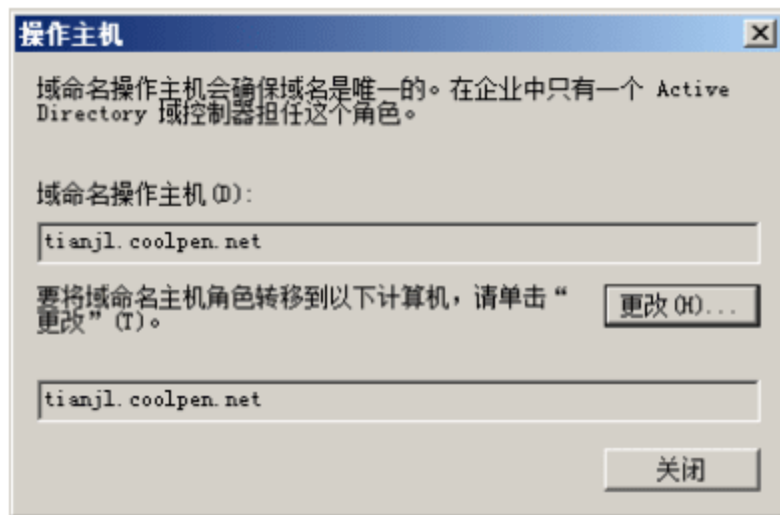 操作主机
域命名操作主机会确保域名是唯一的。在企业中只有一个 Active
Directory 域控制器担任这个角色。
域命名操作主机(D):
tianjl.coolpen.net
要将域命名主机角色转移到以下计算机，请单击“
更改”(T)。
更改(H)...
tianjl.coolpen.net
关闭